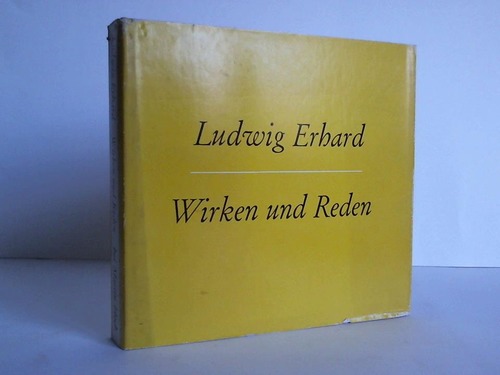 Ludwig Erhard
Wirken und Reden